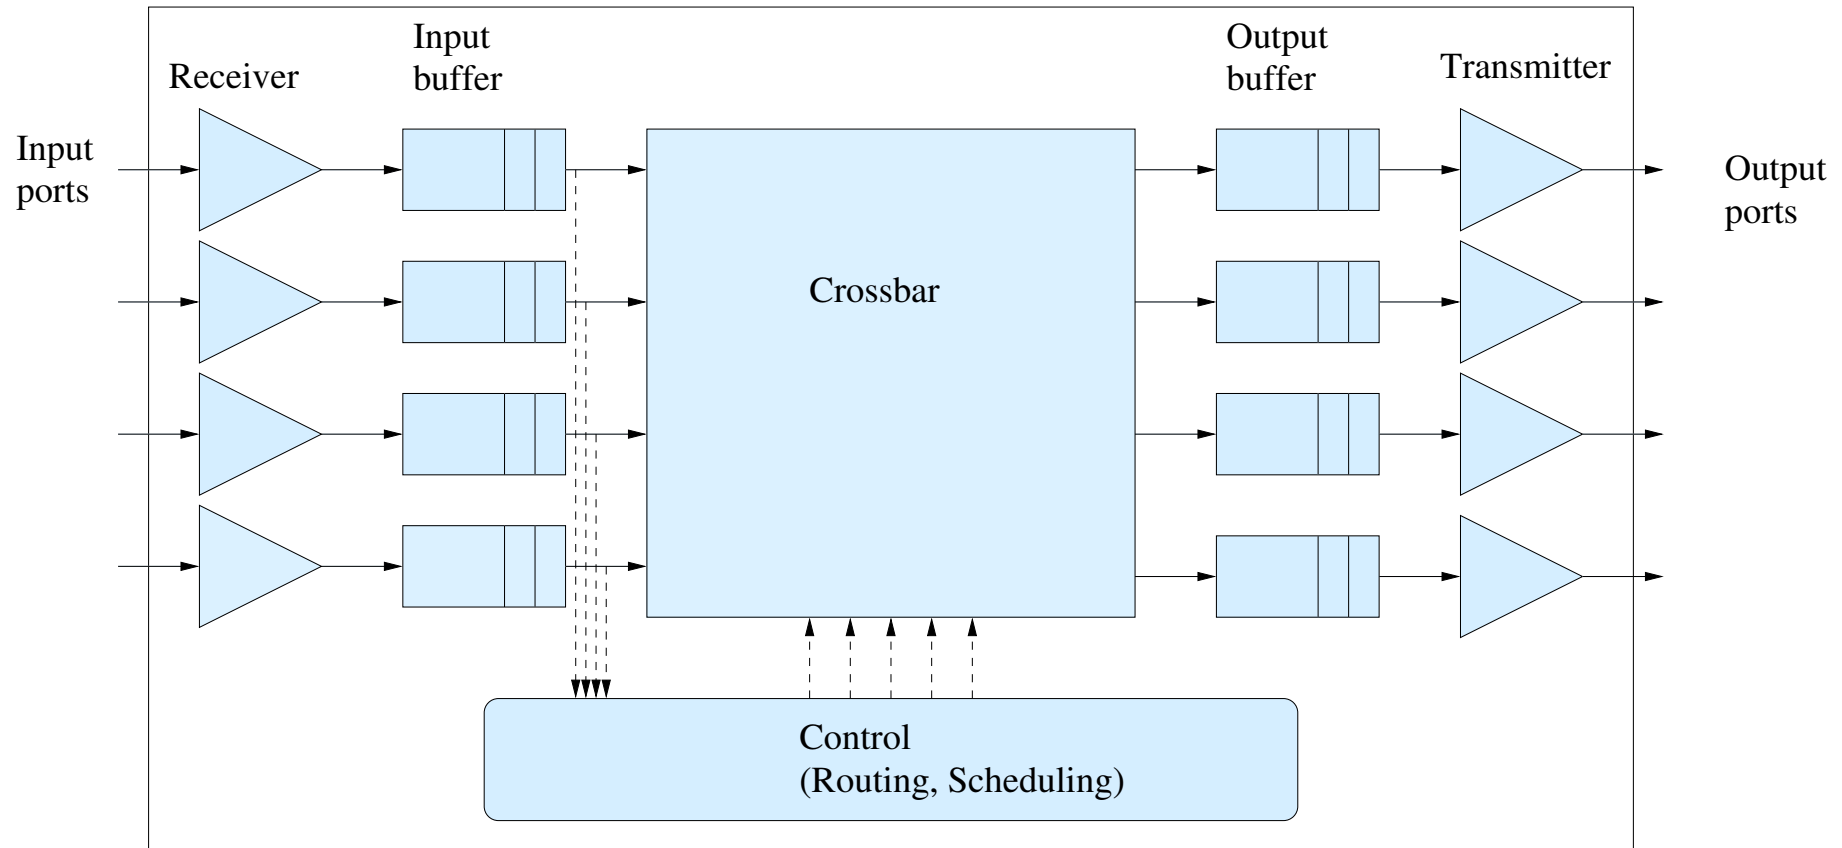 Receiver
Input
buffer
Output
buffer
Transmitter
Input
ports
Output
ports
Crossbar
Control
(Routing, Scheduling)